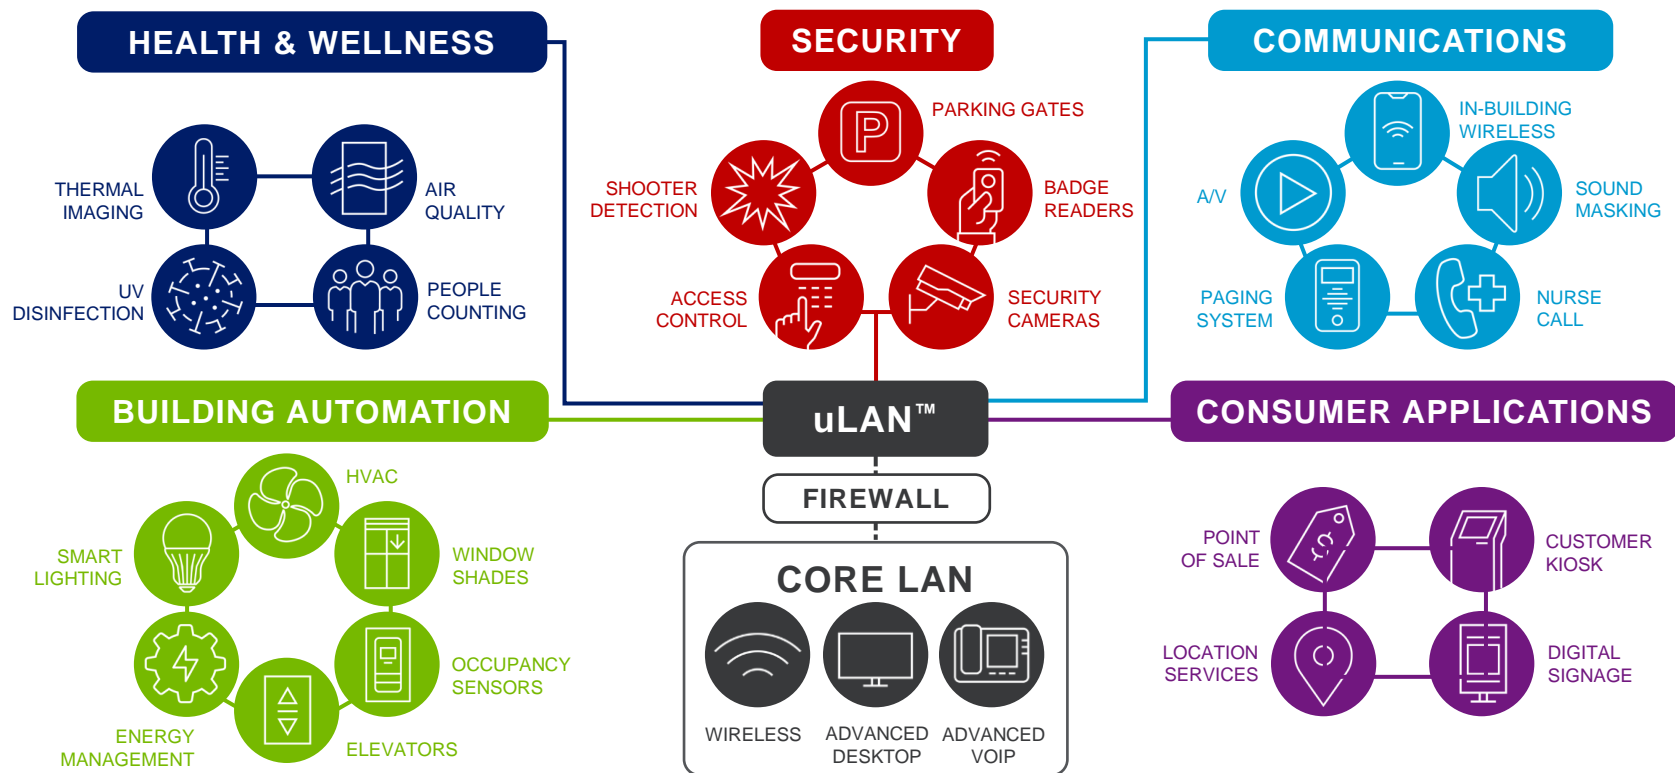 HEALTH & WELLNESS
THERMAL
IMAGING
AIR
QUALITY
UV
DISINFECTION
PEOPLE
COUNTING
SECURITY
PARKING GATES
SHOOTER
DETECTION
BADGE
READERS
ACCESS
CONTROL
SECURITY
CAMERAS
COMMUNICATIONS
IN-BUILDING
WIRELESS
A/V
SOUND
MASKING
PAGING
SYSTEM
NURSE
CALL
BUILDING AUTOMATION
HVAC
SMART
LIGHTING
WINDOW
SHADES
OCCUPANCY
SENSORS
ENERGY
MANAGEMENT
ELEVATORS
uLAN™
FIREWALL
CORE LAN
WIRELESS
ADVANCED
DESKTOP
ADVANCED
VOIP
CONSUMER APPLICATIONS
POINT
OF SALE
CUSTOMER
KIOSK
LOCATION
SERVICES
DIGITAL
SIGNAGE
P